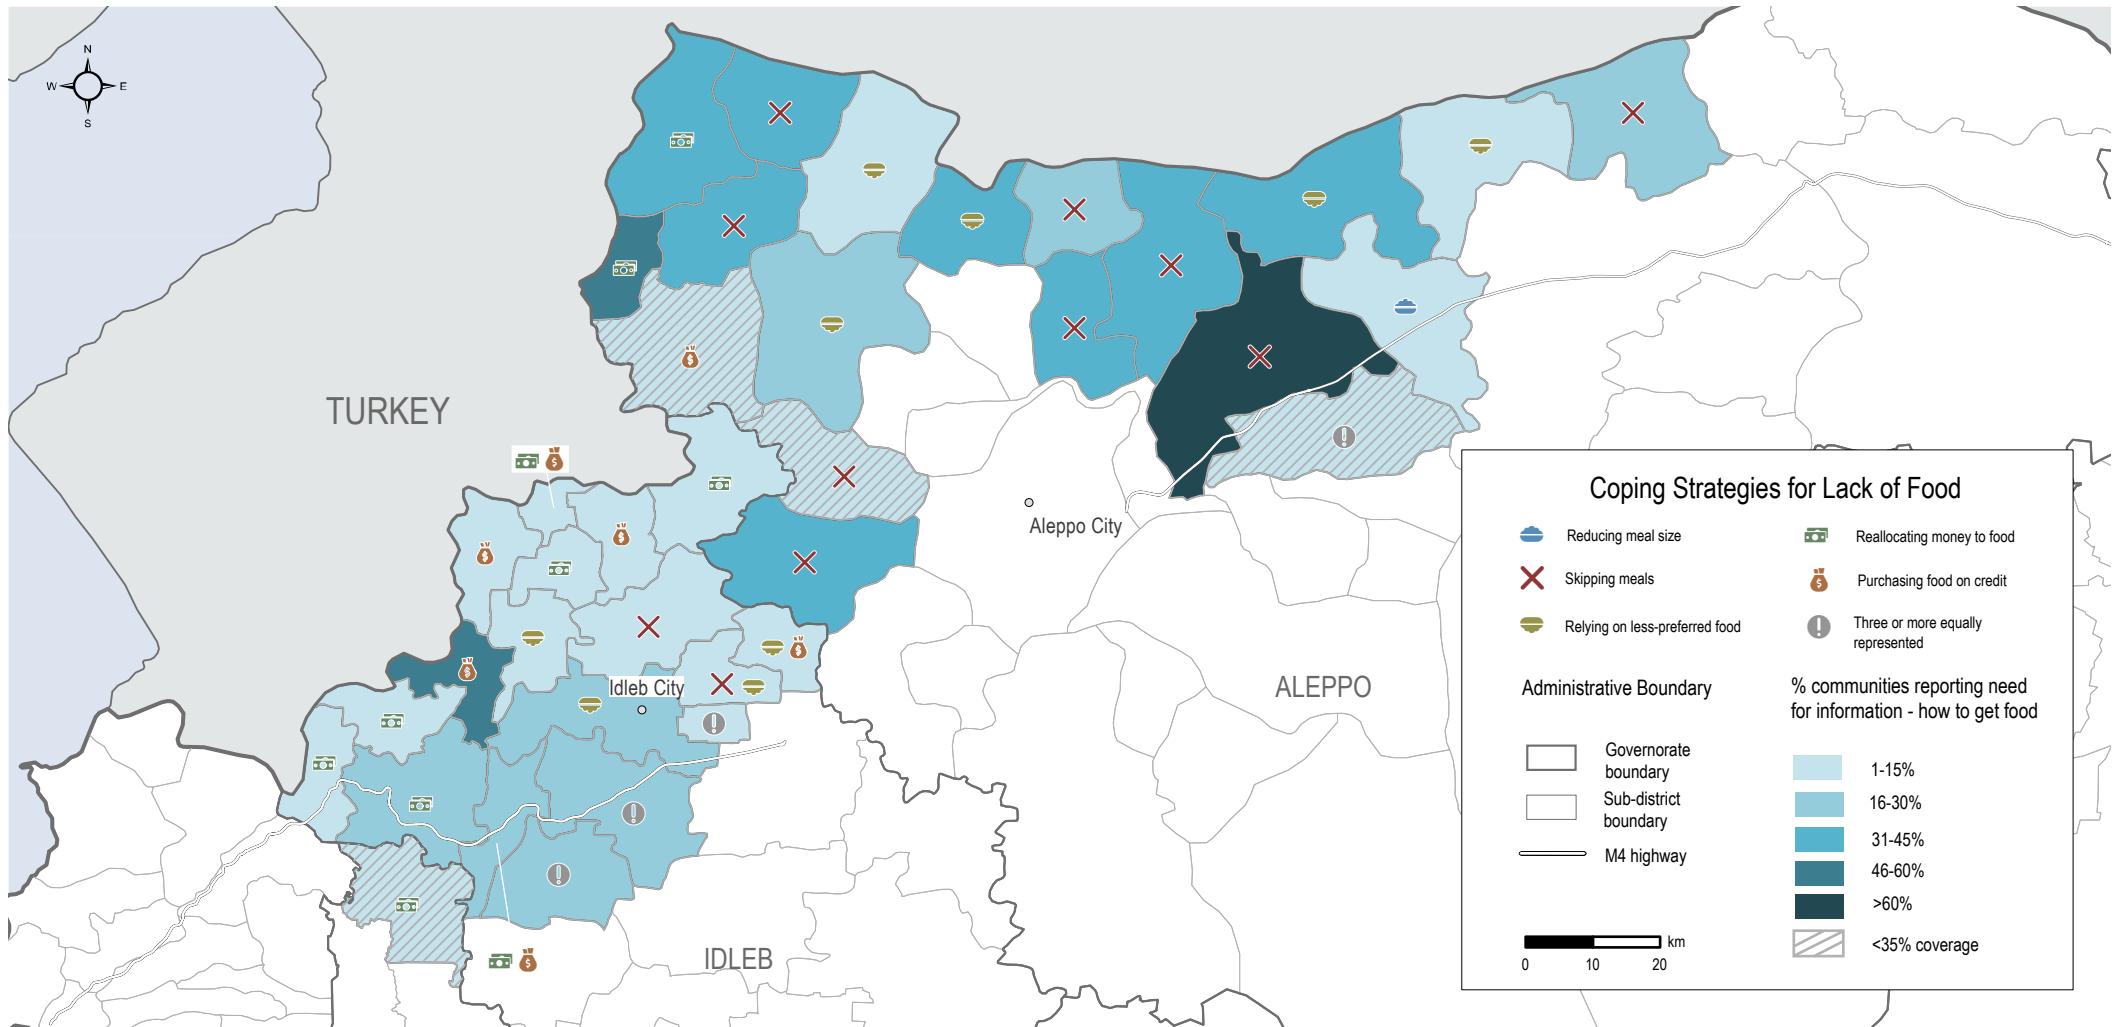 N
W E
S
TURKEY
Aleppo City
Idleb City
ALEPPO
IDLEB
Coping Strategies for Lack of Food
Reducing meal size
Reallocating money to food
Skipping meals
Purchasing food on credit
Relying on less-preferred food
Three or more equally
represented
Administrative Boundary
Governorate
boundary
Sub-district
boundary
M4 highway
km
0 10 20
% communities reporting need
for information - how to get food
1-15%
16-30%
31-45%
46-60%
>60%
<35% coverage